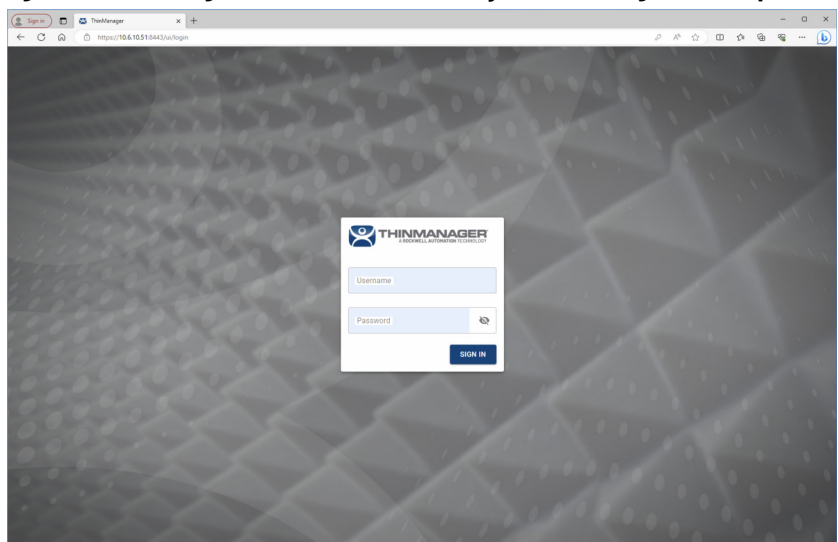 Sign in
ThinManager
https://10.6.10.51:8443/ui/login
THINMANAGER
A ROCKWELL AUTOMATION TECHNOLOGY
Username
Password
SIGN IN